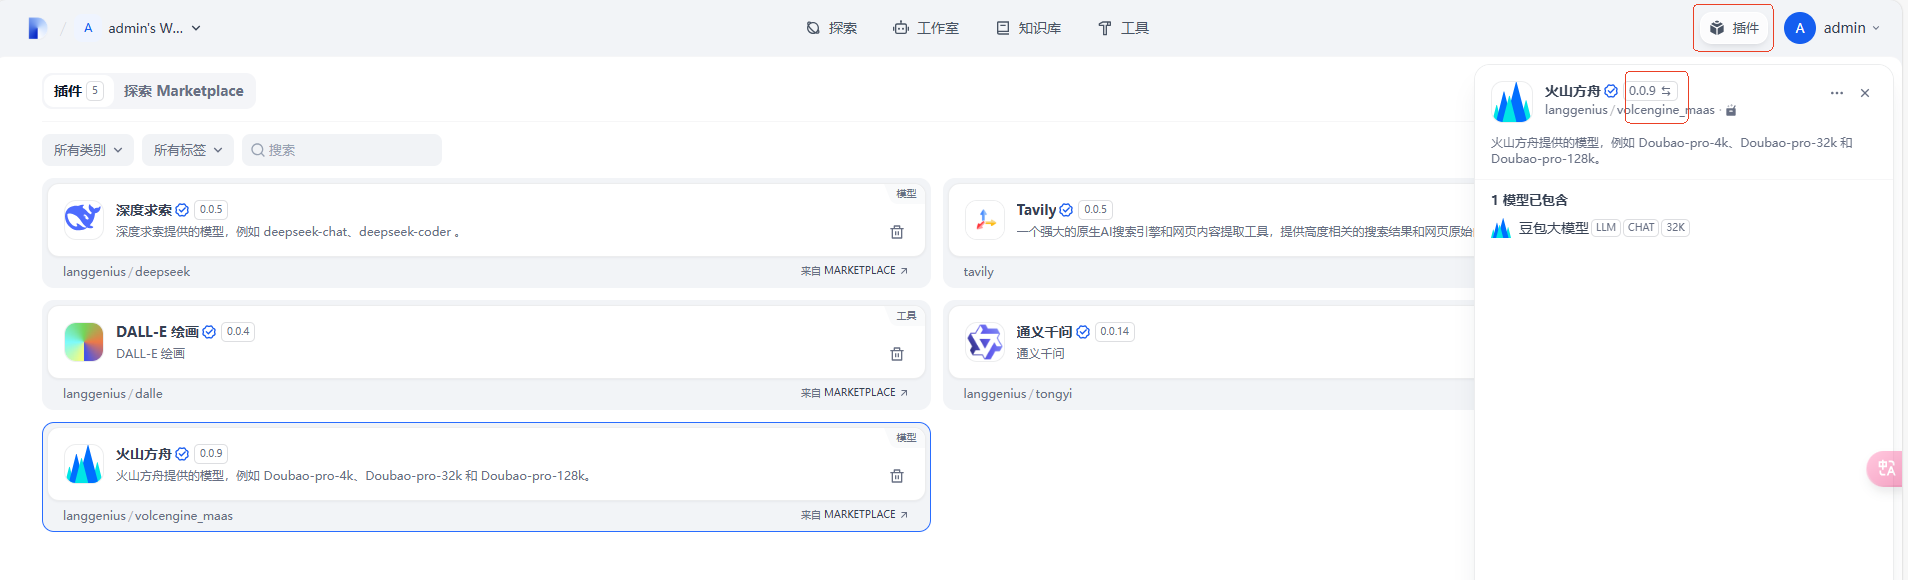 / A admin's W...
探索
工作室
知识库
工具
插件
A admin
插件 5
探索 Marketplace
所有类别
所有标签
搜索
模型
深度求索 0.0.5
深度求索提供的模型，例如 deepseek-chat、deepseek-coder 。
langgenius / deepseek
来自 MARKETPLACE
Tavily 0.0.5
一个强大的原生AI搜索引擎和网页内容提取工具，提供高度相关的搜索结果和网页原始
tavily
工具
DALL-E 绘画 0.0.4
DALL-E 绘画
langgenius / dalle
来自 MARKETPLACE
通义千问 0.0.14
通义千问
langgenius / tongyi
模型
火山方舟 0.0.9
火山方舟提供的模型，例如 Doubao-pro-4k、Doubao-pro-32k 和 Doubao-pro-128k。
langgenius / volcengine_maas
来自 MARKETPLACE
火山方舟 0.0.9
langgenius / volcengine_maas ·
火山方舟提供的模型，例如 Doubao-pro-4k、Doubao-pro-32k 和
Doubao-pro-128k。
1 模型已包含
豆包大模型 LLM CHAT 32K
中A